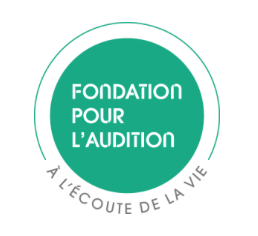 FONDATION
POUR
L'AUDITION
À L'ÉCOUTE DE LA VIE